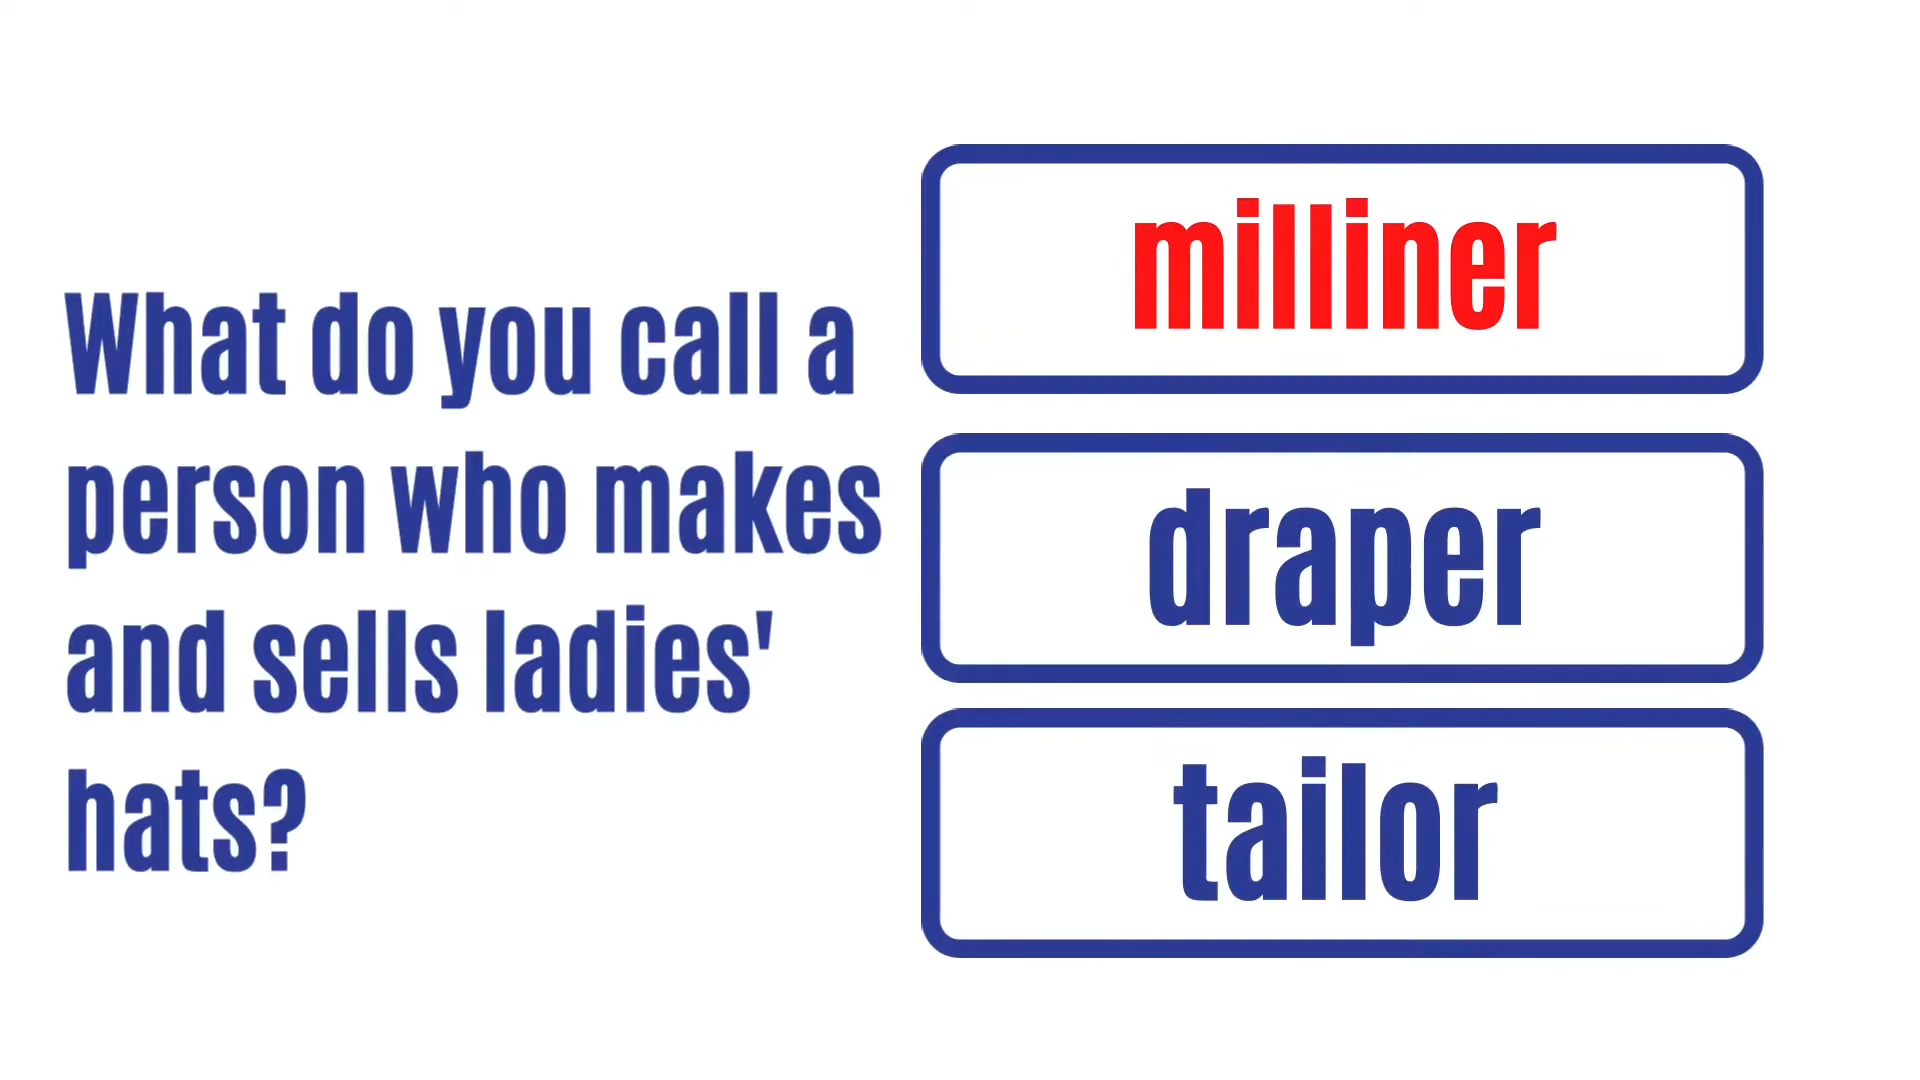 What do you call a
person who makes
and sells ladies'
hats?
milliner
draper
tailor